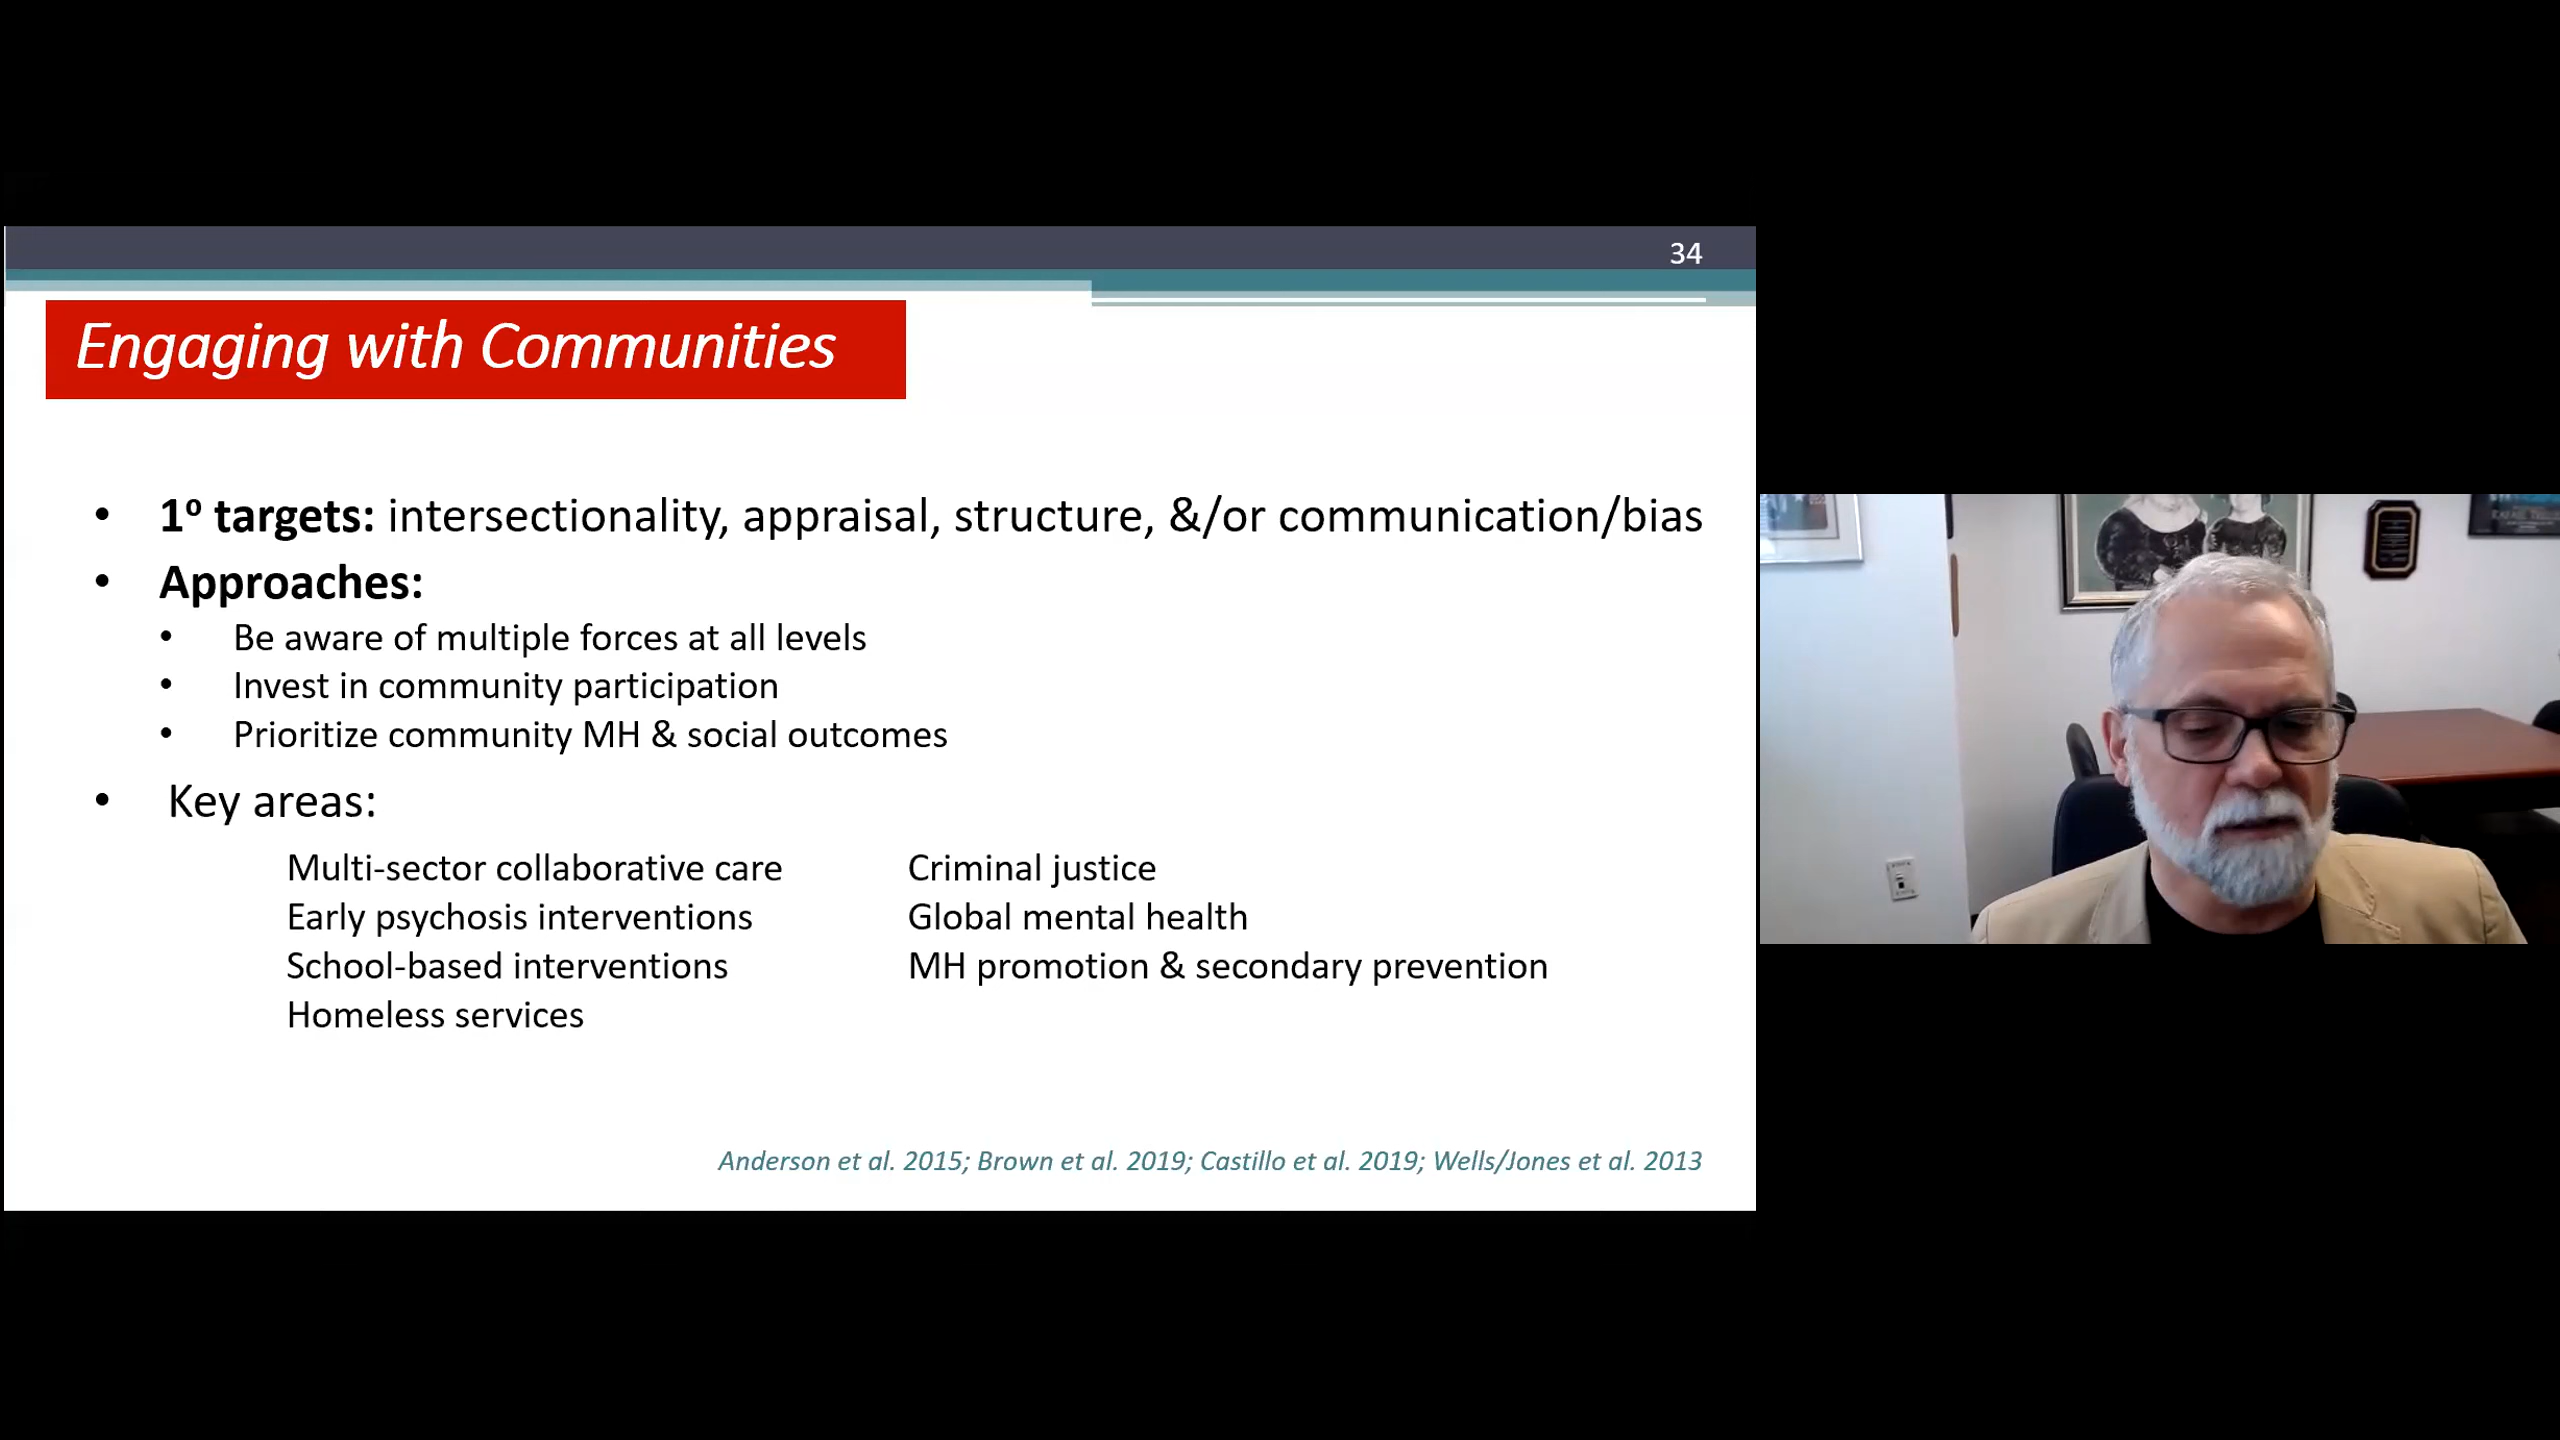 34
Engaging with Communities
• 1º targets: intersectionality, appraisal, structure, &/or communication/bias
• Approaches:
• Be aware of multiple forces at all levels
• Invest in community participation
• Prioritize community MH & social outcomes
• Key areas:
Multi-sector collaborative care
Early psychosis interventions
School-based interventions
Homeless services
Criminal justice
Global mental health
MH promotion & secondary prevention
Anderson et al. 2015; Brown et al. 2019; Castillo et al. 2019; Wells/Jones et al. 2013